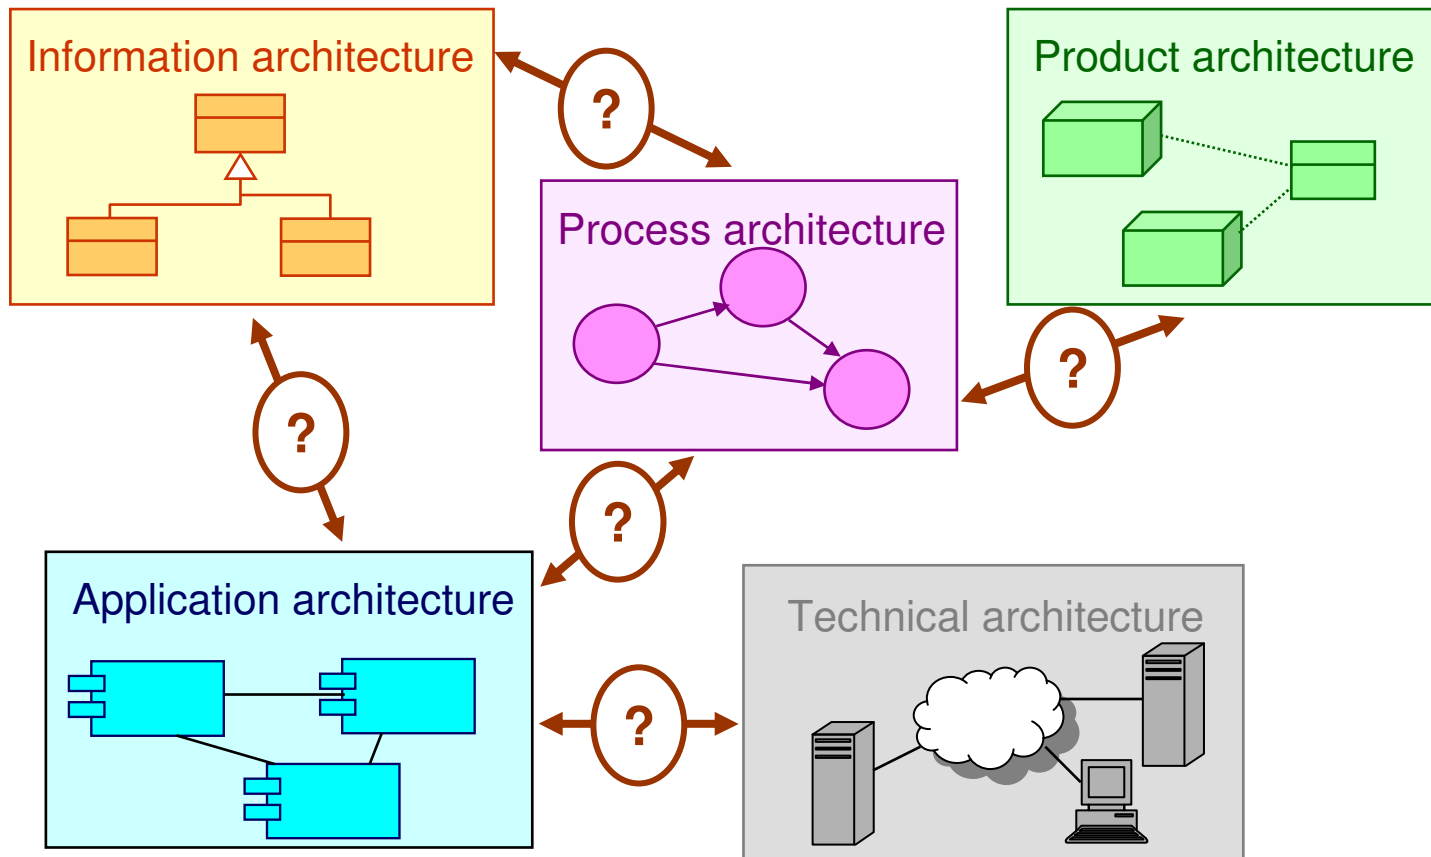 Information architecture
?
Product architecture
Process architecture
?
?
?
Application architecture
Technical architecture
?